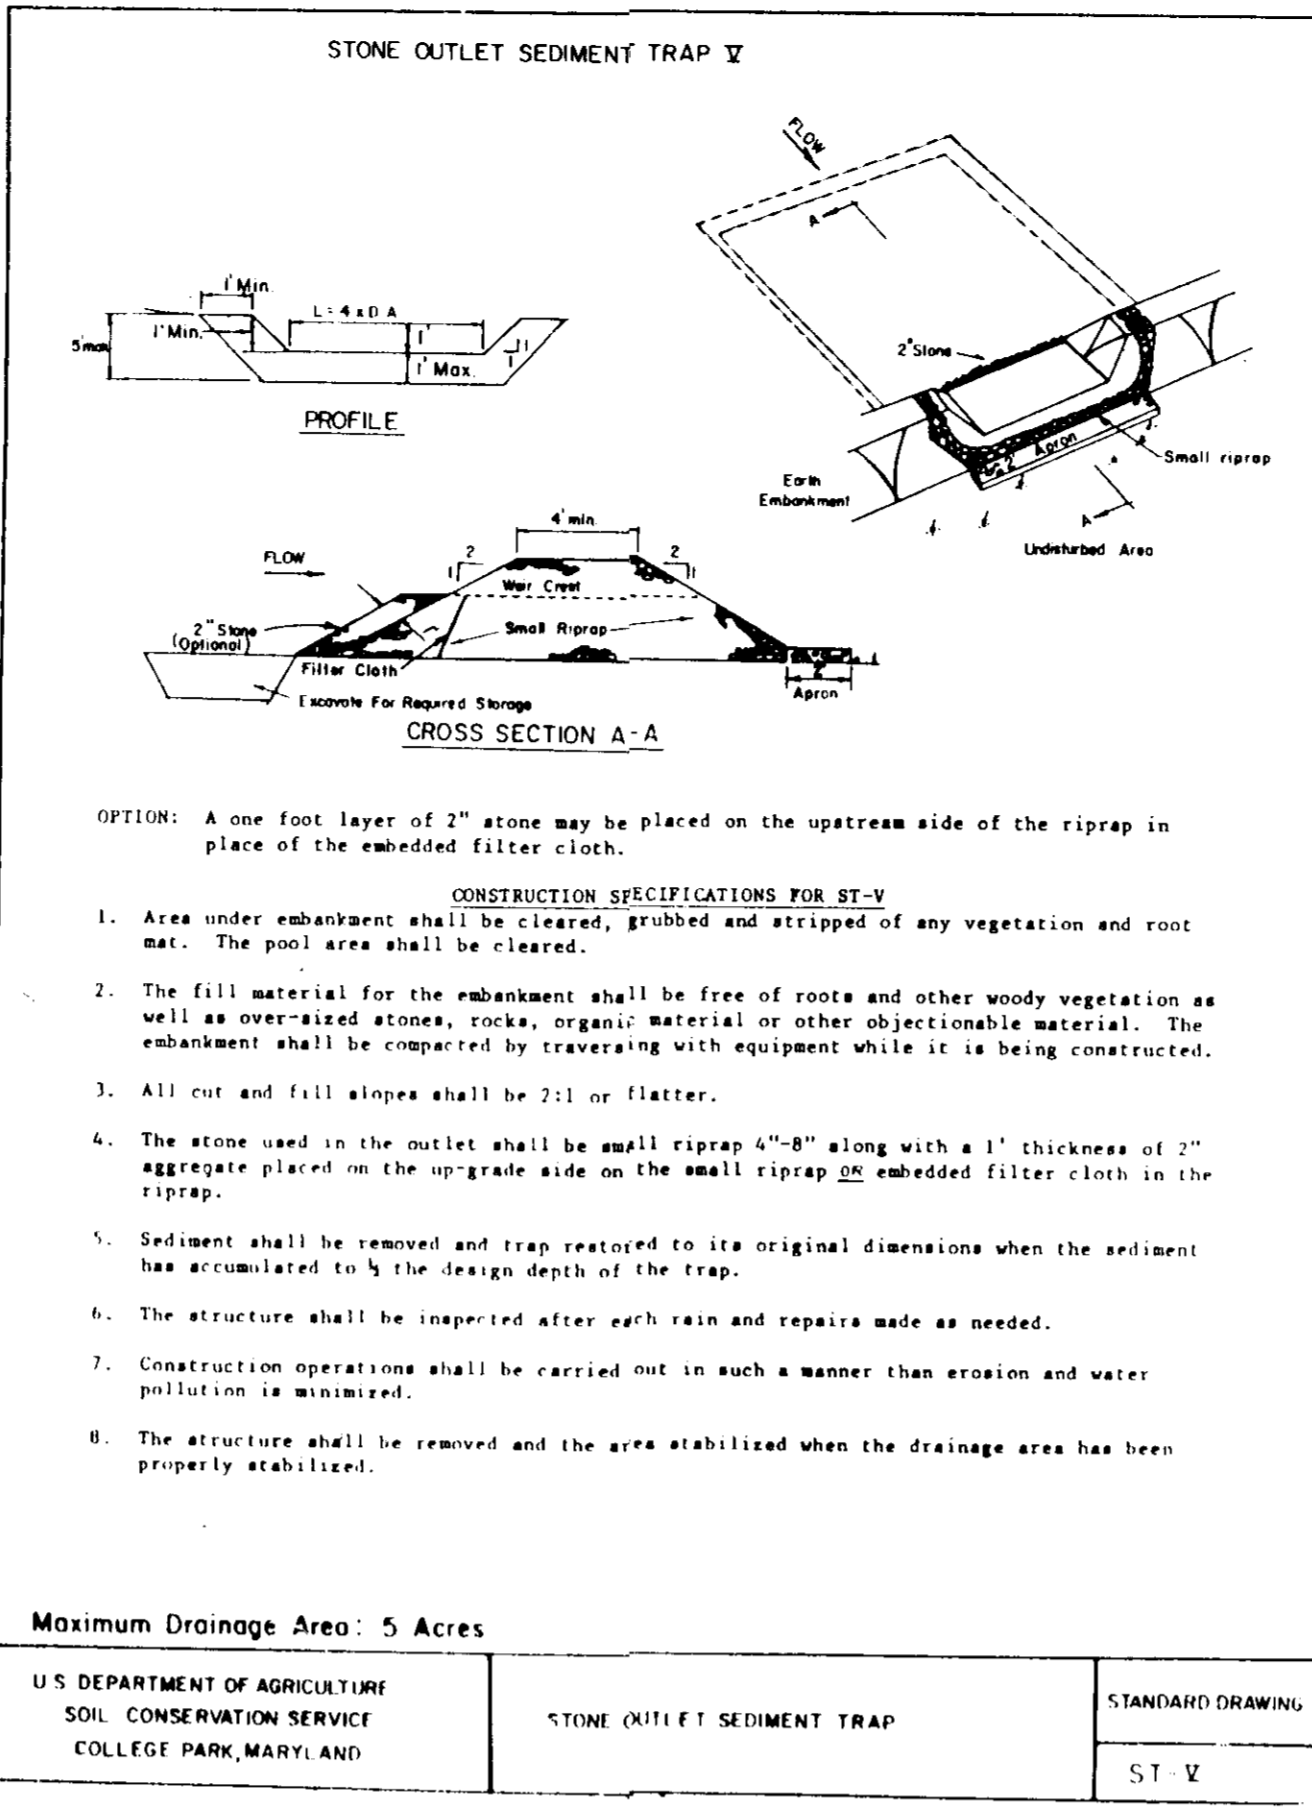 STONE OUTLET SEDIMENT TRAP V
FLOW
A
1' Min.
L = 4 x D A
1' Min.
1'
5' max
1' Max.
1
1
PROFILE
2" Stone
2' Apron
Small riprap
Earth
Embankment
A
Undisturbed Area
4' min.
FLOW
2
1
2
1
Weir Crest
2" Stone
(Optional)
1'
Small Riprap
Filter Cloth
2'
Apron
Excavate For Required Storage
CROSS SECTION A-A
OPTION: A one foot layer of 2" stone may be placed on the upstream side of the riprap in
place of the embedded filter cloth.
CONSTRUCTION SPECIFICATIONS FOR ST-V
1. Area under embankment shall be cleared, grubbed and stripped of any vegetation and root
mat. The pool area shall be cleared.
2. The fill material for the embankment shall be free of roots and other woody vegetation as
well as over-sized stones, rocks, organic material or other objectionable material. The
embankment shall be compacted by traversing with equipment while it is being constructed.
3. All cut and fill slopes shall be 2:1 or flatter.
4. The stone used in the outlet shall be small riprap 4"-8" along with a 1' thickness of 2"
aggregate placed on the up-grade side on the small riprap OR embedded filter cloth in the
riprap.
5. Sediment shall be removed and trap restored to its original dimensions when the sediment
has accumulated to ½ the design depth of the trap.
6. The structure shall be inspected after each rain and repairs made as needed.
7. Construction operations shall be carried out in such a manner than erosion and water
pollution is minimized.
8. The structure shall be removed and the area stabilized when the drainage area has been
properly stabilized.
Maximum Drainage Area: 5 Acres
U S DEPARTMENT OF AGRICULTURE
SOIL CONSERVATION SERVICE
COLLEGE PARK, MARYLAND
STONE OUTLET SEDIMENT TRAP
STANDARD DRAWING
ST-V